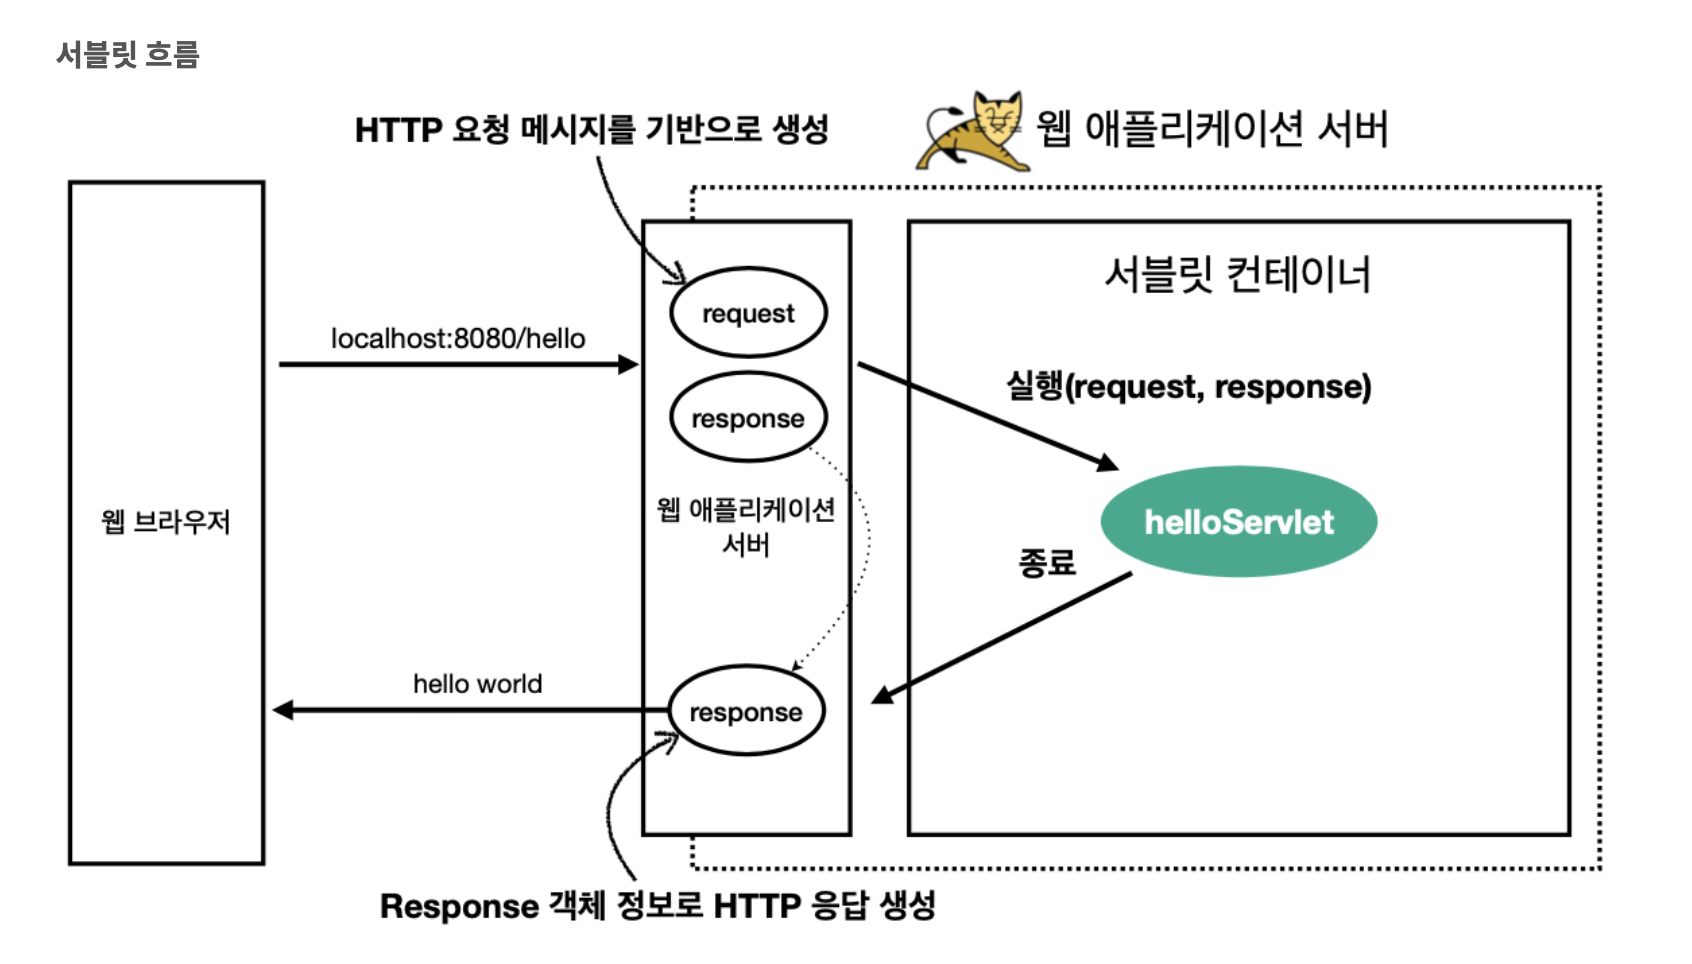 서블릿 흐름
HTTP 요청 메시지를 기반으로 생성
웹 애플리케이션 서버
서블릿 컨테이너
request
localhost:8080/hello
실행(request, response)
response
웹 애플리케이션
서버
웹 브라우저
helloServlet
종료
hello world
response
Response 객체 정보로 HTTP 응답 생성